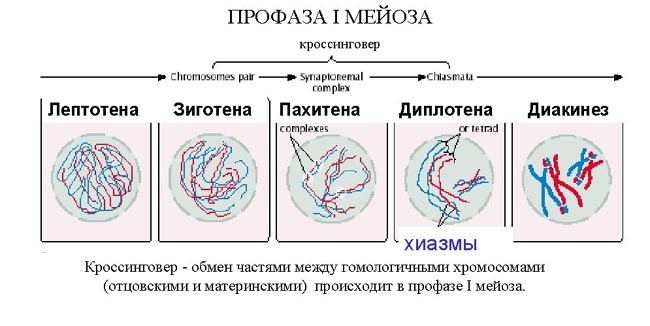 ПРОФАЗА I МЕЙОЗА
кроссинговер
Chromosomes pair
Synaptonemal
complex
Chiasmata
Лептотена
Зиготена
Пахитена
Диплотена
Диакинез
complexes
or tetrad
хиазмы
Кроссинговер - обмен частями между гомологичными хромосомами
(отцовскими и материнскими) происходит в профазе I мейоза.